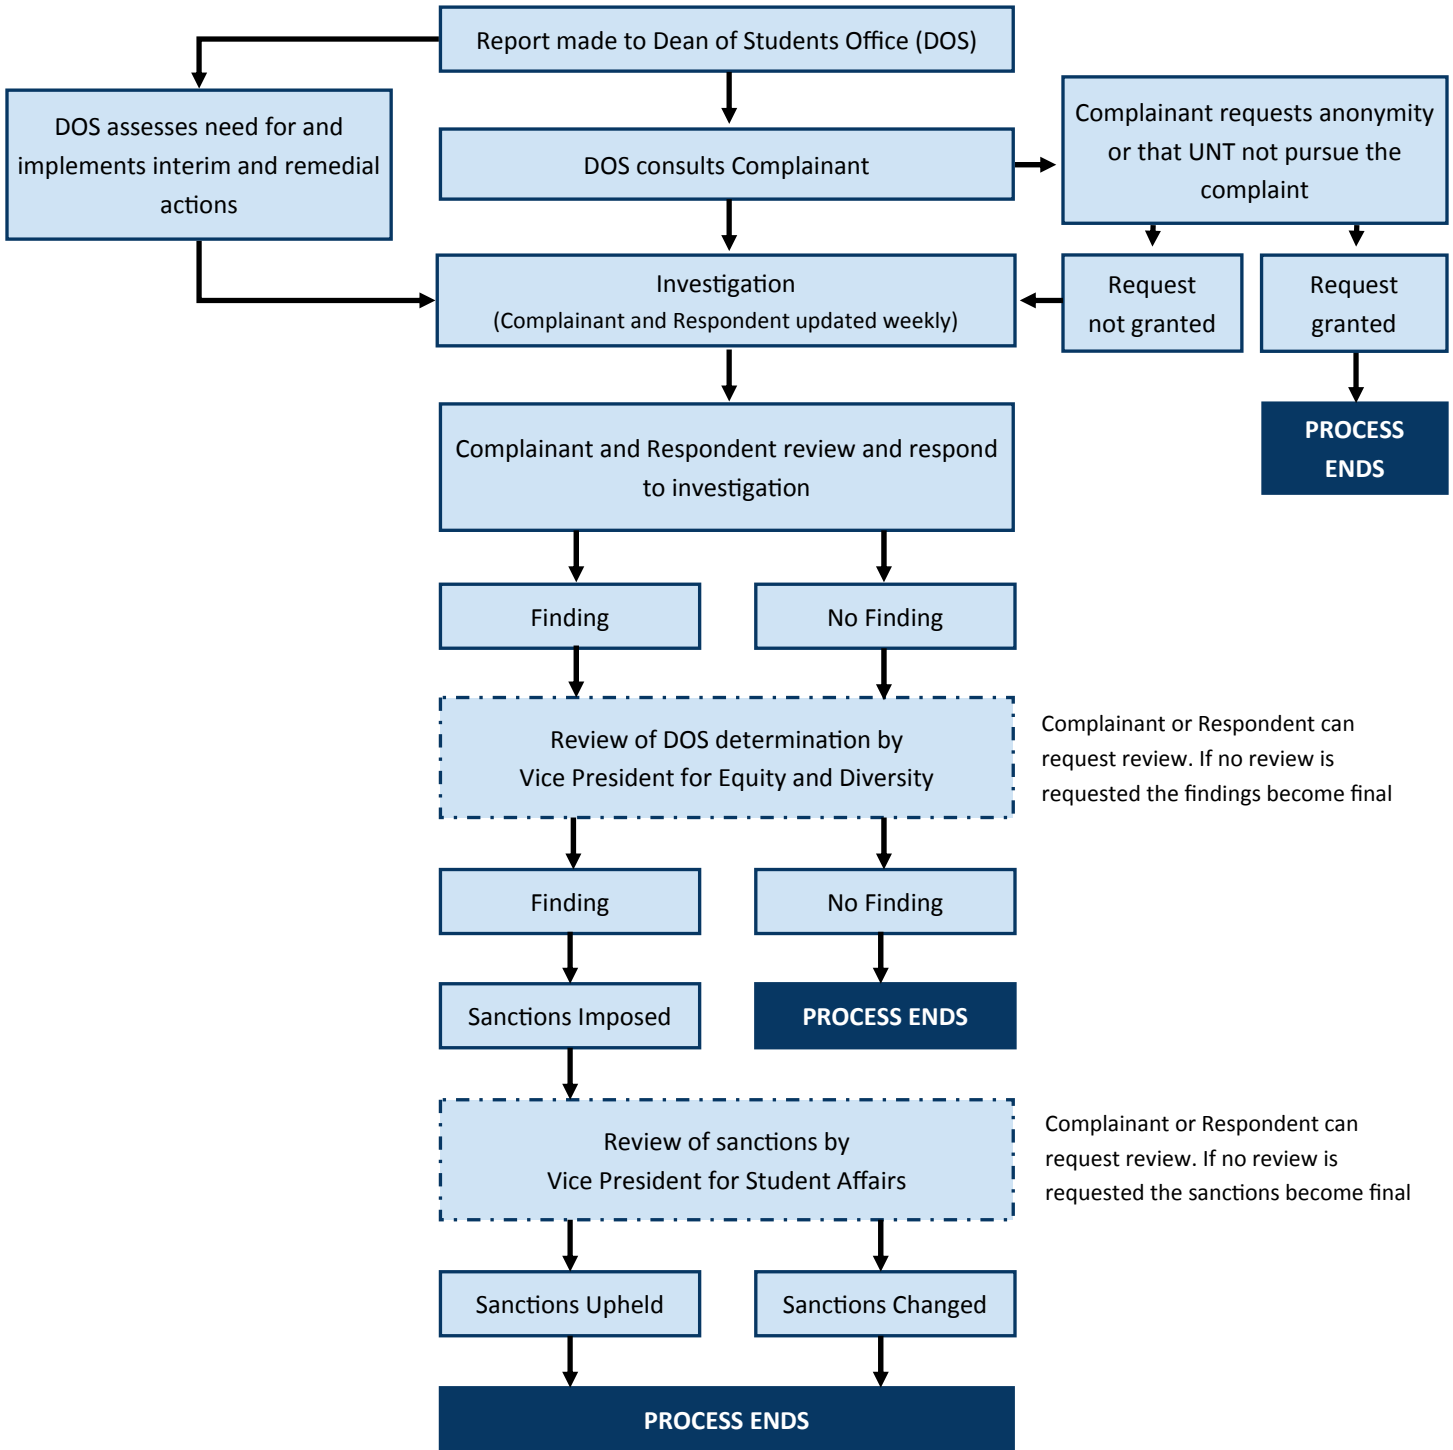 Report made to Dean of Students Office (DOS)
DOS assesses need for and
implements interim and remedial
actions
DOS consults Complainant
Complainant requests anonymity
or that UNT not pursue the
complaint
Investigation
(Complainant and Respondent updated weekly)
Request
not granted
Request
granted
PROCESS
ENDS
Complainant and Respondent review and respond
to investigation
Finding
No Finding
Review of DOS determination by
Vice President for Equity and Diversity
Complainant or Respondent can
request review. If no review is
requested the findings become final
Finding
No Finding
Sanctions Imposed
PROCESS ENDS
Review of sanctions by
Vice President for Student Affairs
Complainant or Respondent can
request review. If no review is
requested the sanctions become final
Sanctions Upheld
Sanctions Changed
PROCESS ENDS